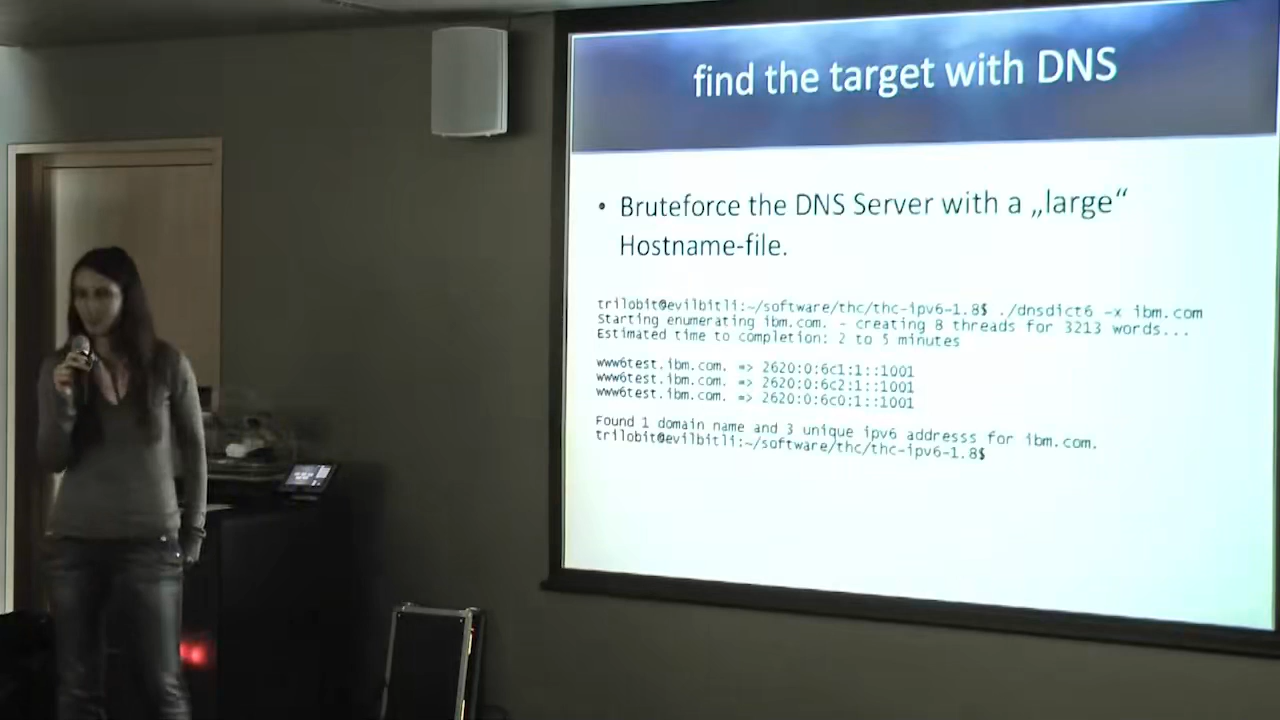 find the target with DNS
• Bruteforce the DNS Server with a „large“
Hostname-file.
trilobit@evilbitli:~/software/thc/thc-ipv6-1.8$ ./dnsdict6 -x ibm.com
Starting enumerating ibm.com. - creating 8 threads for 3213 words...
Estimated time to completion: 2 to 5 minutes
www6test.ibm.com. => 2620:0:6c1:1::1001
www6test.ibm.com. => 2620:0:6c2:1::1001
www6test.ibm.com. => 2620:0:6c0:1::1001
Found 1 domain name and 3 unique ipv6 addresss for ibm.com.
trilobit@evilbitli:~/software/thc/thc-ipv6-1.8$